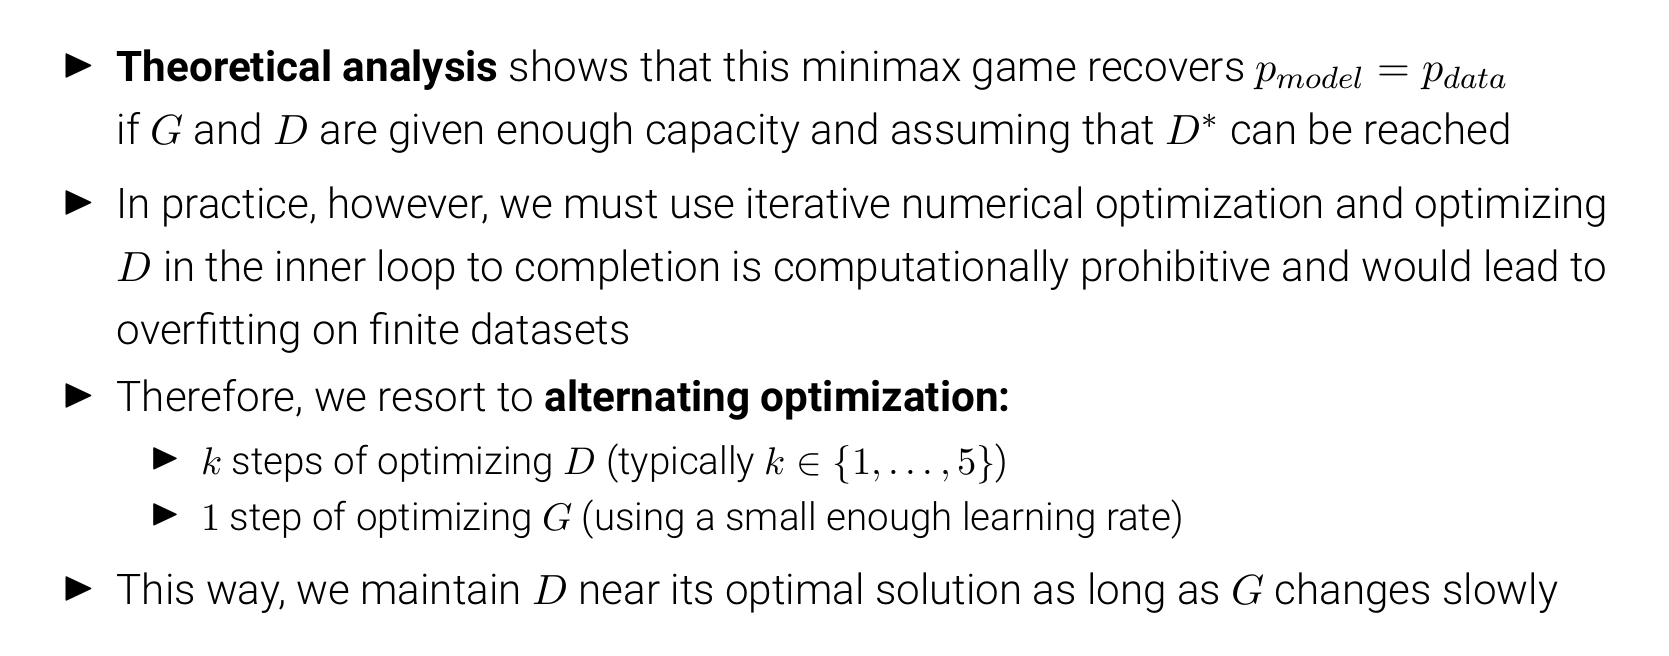 ▶ Theoretical analysis shows that this minimax game recovers $p_{model} = p_{data}$
if $G$ and $D$ are given enough capacity and assuming that $D^*$ can be reached
▶ In practice, however, we must use iterative numerical optimization and optimizing
$D$ in the inner loop to completion is computationally prohibitive and would lead to
overfitting on finite datasets
▶ Therefore, we resort to alternating optimization:
▶ $k$ steps of optimizing $D$ (typically $k \in \{1, \dots, 5\}$)
▶ $1$ step of optimizing $G$ (using a small enough learning rate)
▶ This way, we maintain $D$ near its optimal solution as long as $G$ changes slowly